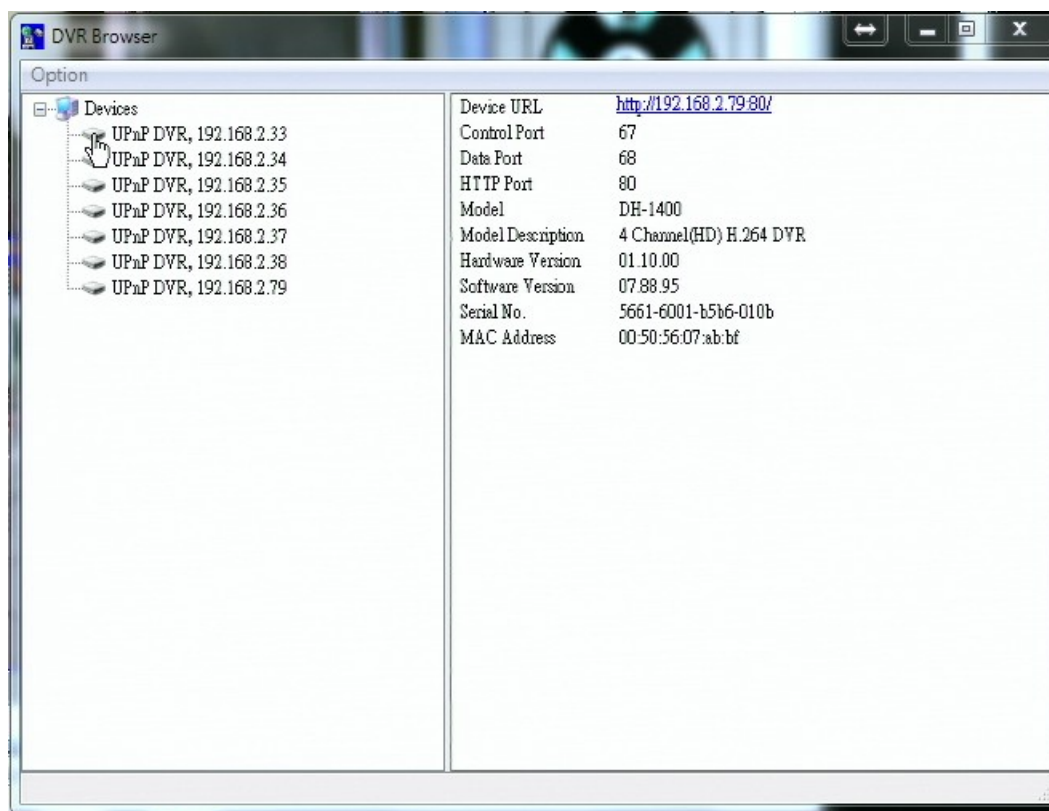 DVR Browser
Option
Devices
UPnP DVR, 192.168.2.33
UPnP DVR, 192.168.2.34
UPnP DVR, 192.168.2.35
UPnP DVR, 192.168.2.36
UPnP DVR, 192.168.2.37
UPnP DVR, 192.168.2.38
UPnP DVR, 192.168.2.79
Device URL http://192.168.2.79:80/
Control Port 67
Data Port 68
HTTP Port 80
Model DH-1400
Model Description 4 Channel(HD) H.264 DVR
Hardware Version 01.10.00
Software Version 07.88.95
Serial No. 5661-6001-b5b6-010b
MAC Address 00:50:56:07:ab:bf